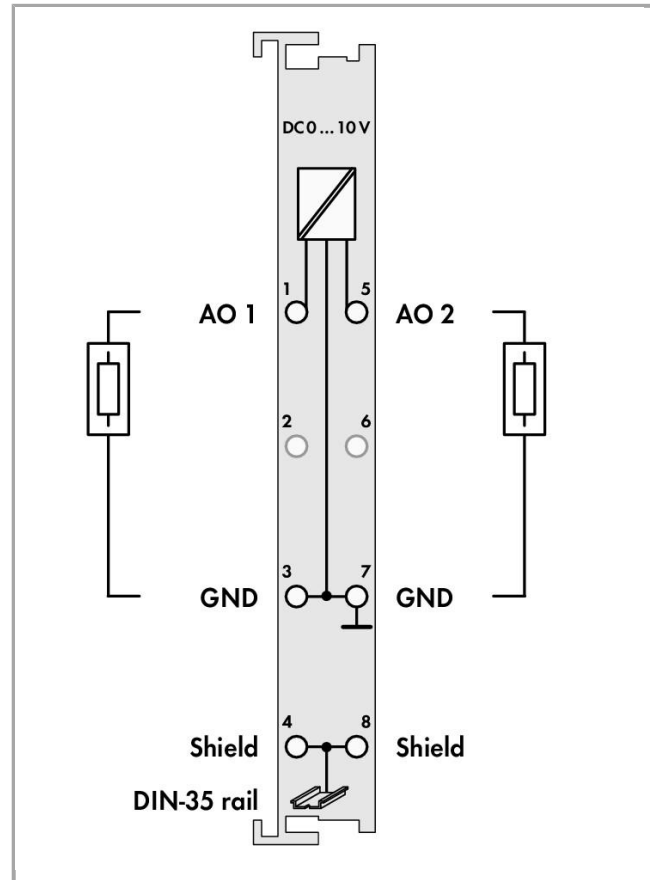 DC 0 ... 10 V
1 5
AO 1 AO 2
2 6
3 7
GND GND
4 8
Shield Shield
DIN-35 rail